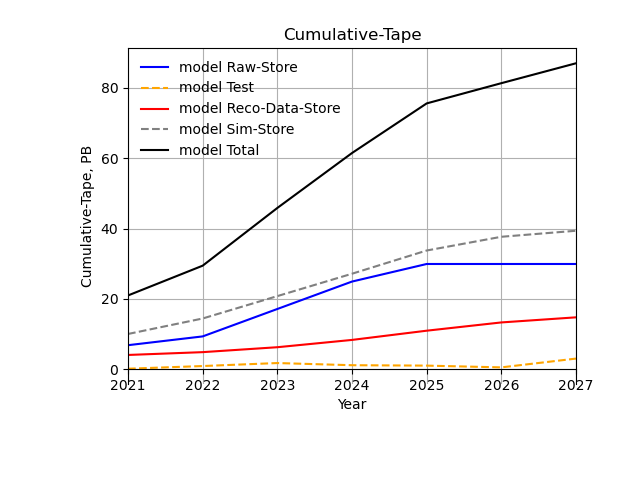 Cumulative-Tape
model Raw-Store
model Test
model Reco-Data-Store
model Sim-Store
model Total
Cumulative-Tape, PB
80
60
40
20
0
2021 2022 2023 2024 2025 2026 2027
Year